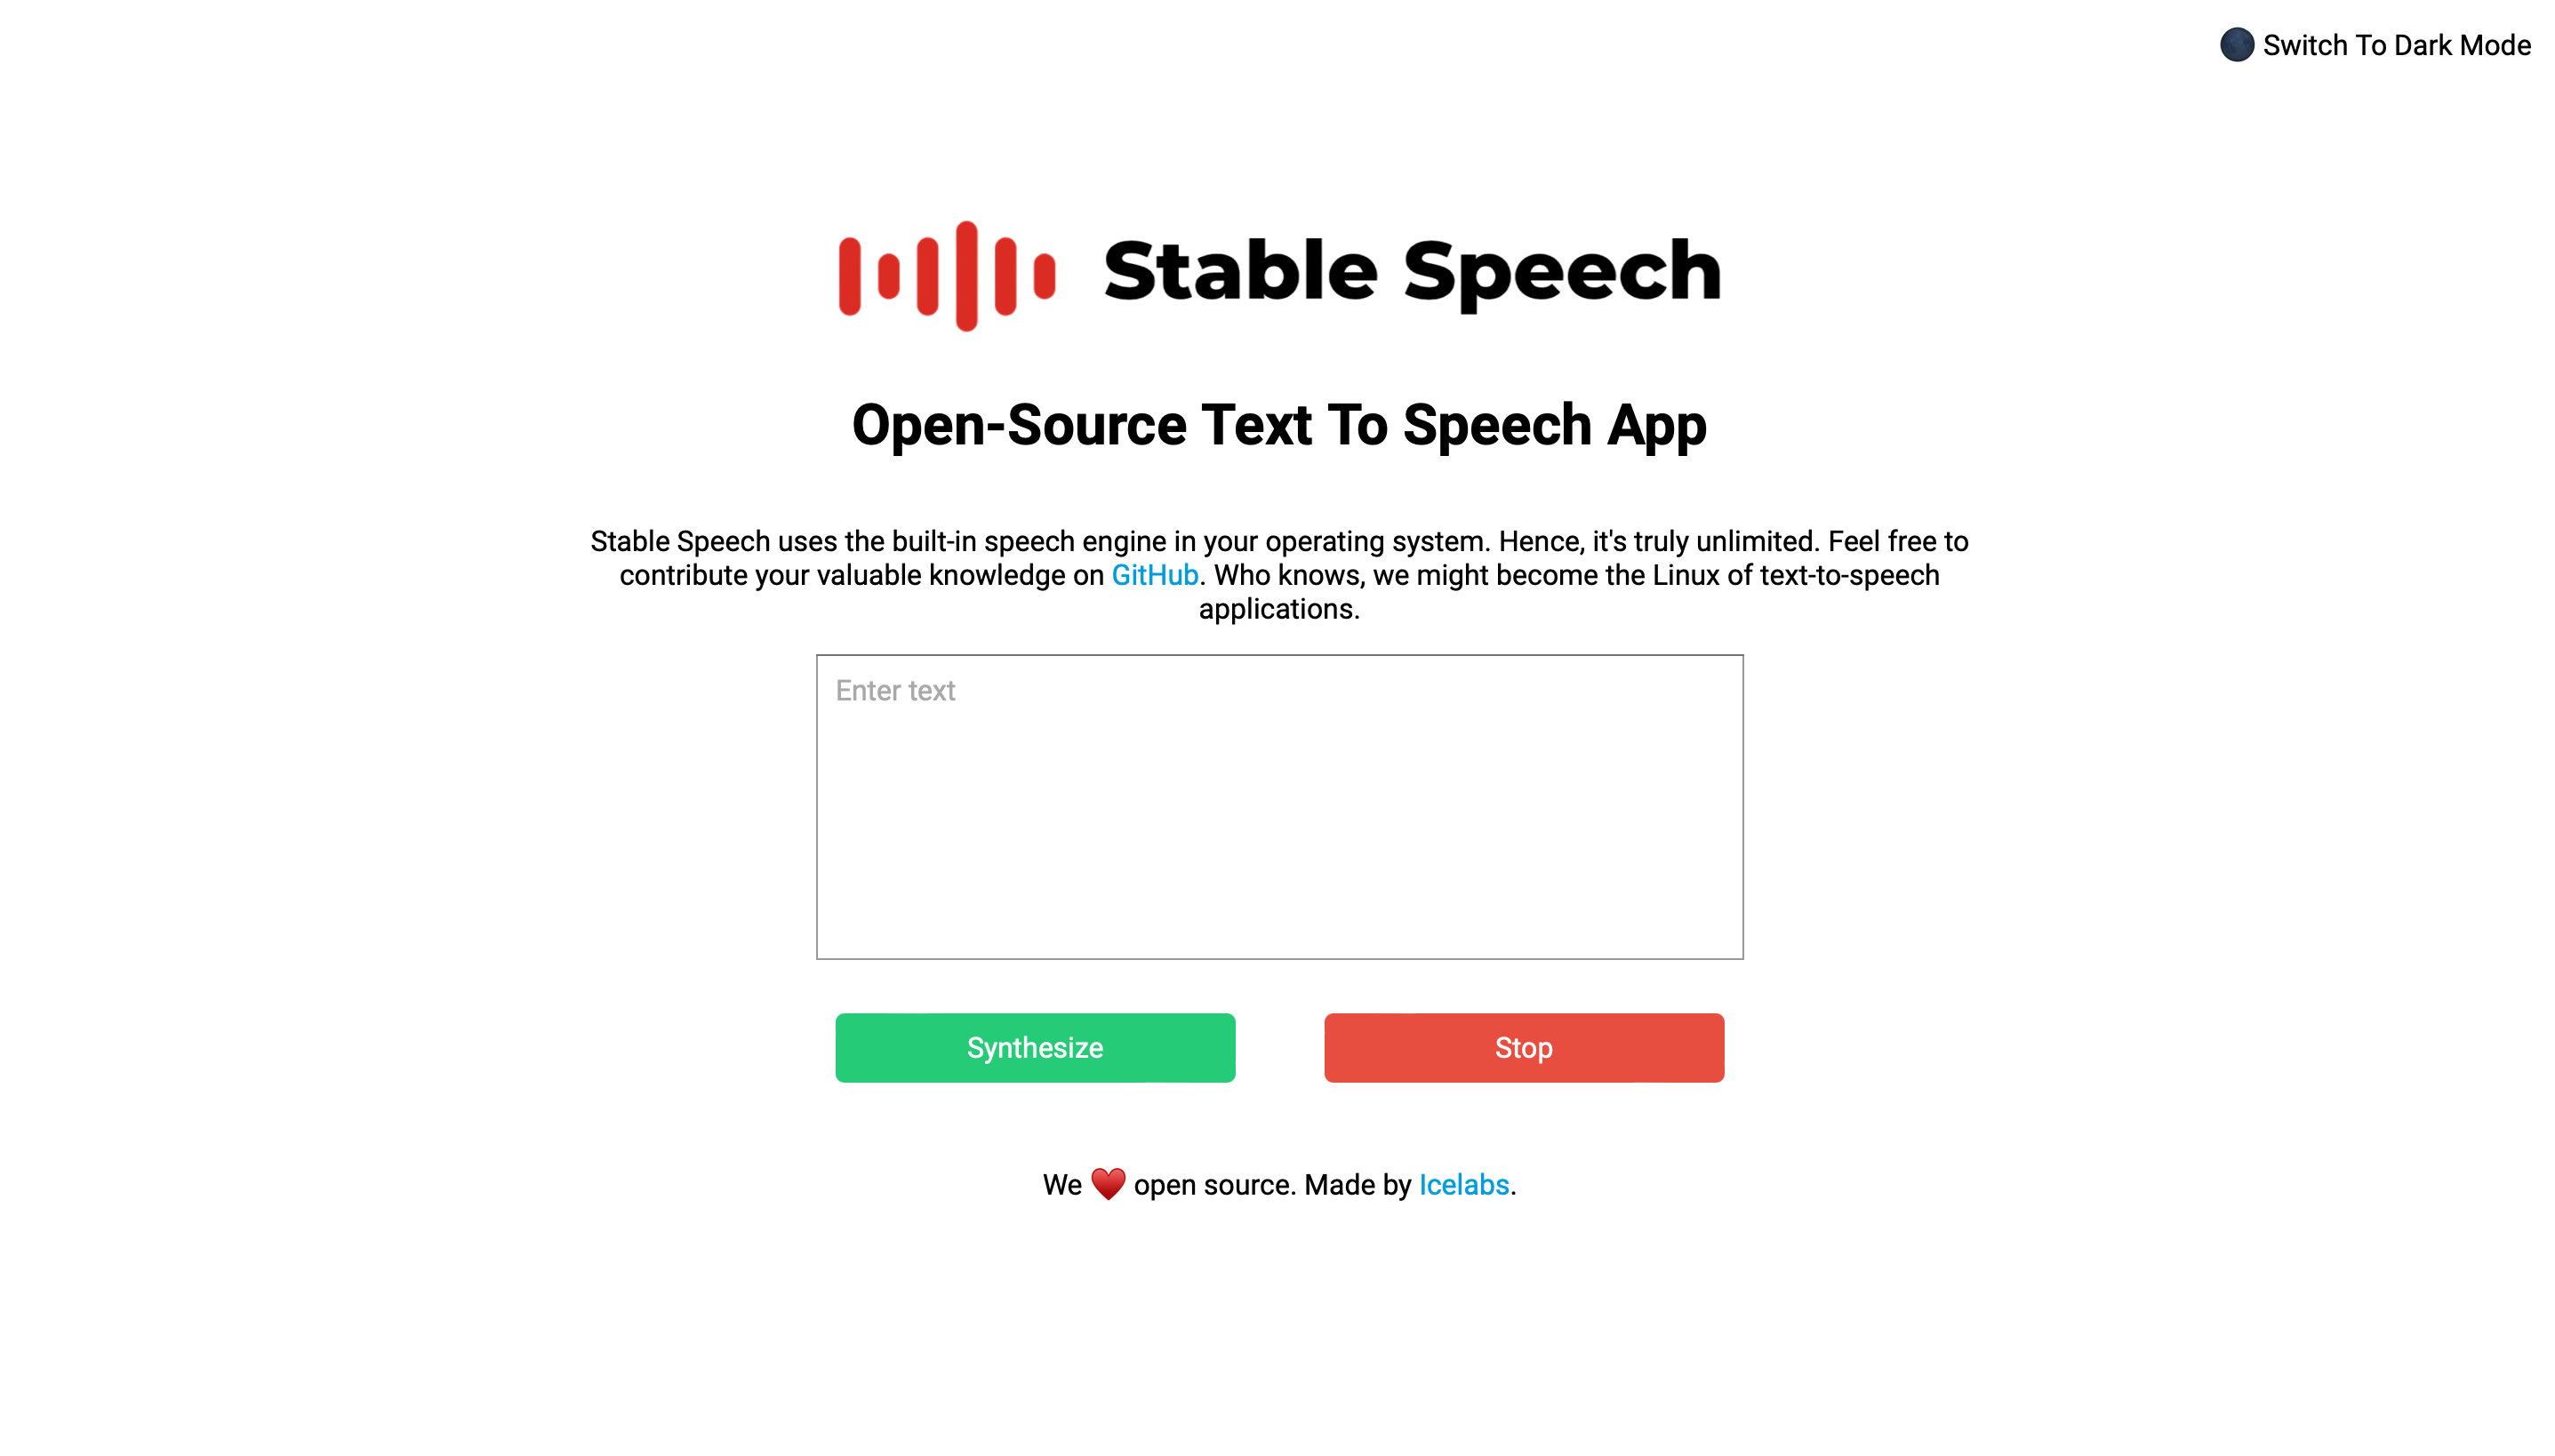 Switch To Dark Mode
Stable Speech
Open-Source Text To Speech App
Stable Speech uses the built-in speech engine in your operating system. Hence, it's truly unlimited. Feel free to
contribute your valuable knowledge on GitHub. Who knows, we might become the Linux of text-to-speech
applications.
Enter text
Synthesize
Stop
We ♥ open source. Made by Icelabs.